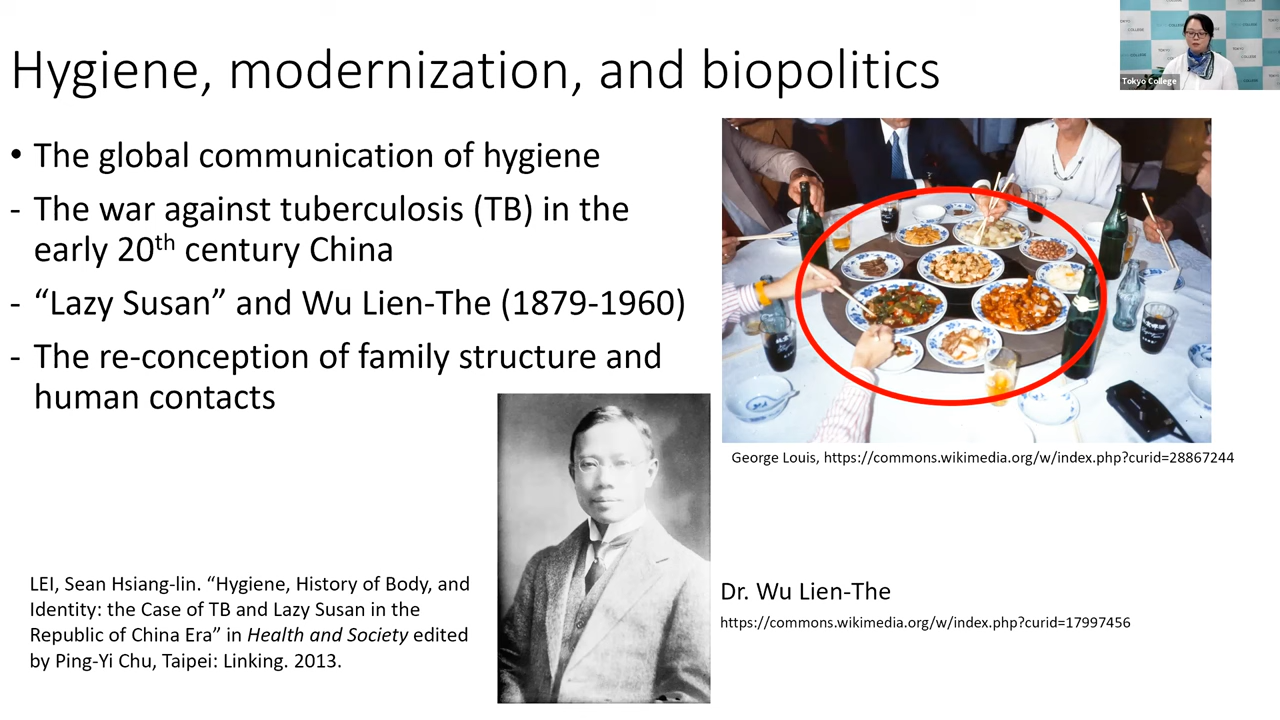 Hygiene, modernization, and biopolitics
Tokyo College
• The global communication of hygiene
- The war against tuberculosis (TB) in the
early 20th century China
- “Lazy Susan” and Wu Lien-The (1879-1960)
- The re-conception of family structure and
human contacts
George Louis, https://commons.wikimedia.org/w/index.php?curid=28867244
LEI, Sean Hsiang-lin. “Hygiene, History of Body, and
Identity: the Case of TB and Lazy Susan in the
Republic of China Era” in Health and Society edited
by Ping-Yi Chu, Taipei: Linking. 2013.
Dr. Wu Lien-The
https://commons.wikimedia.org/w/index.php?curid=17997456